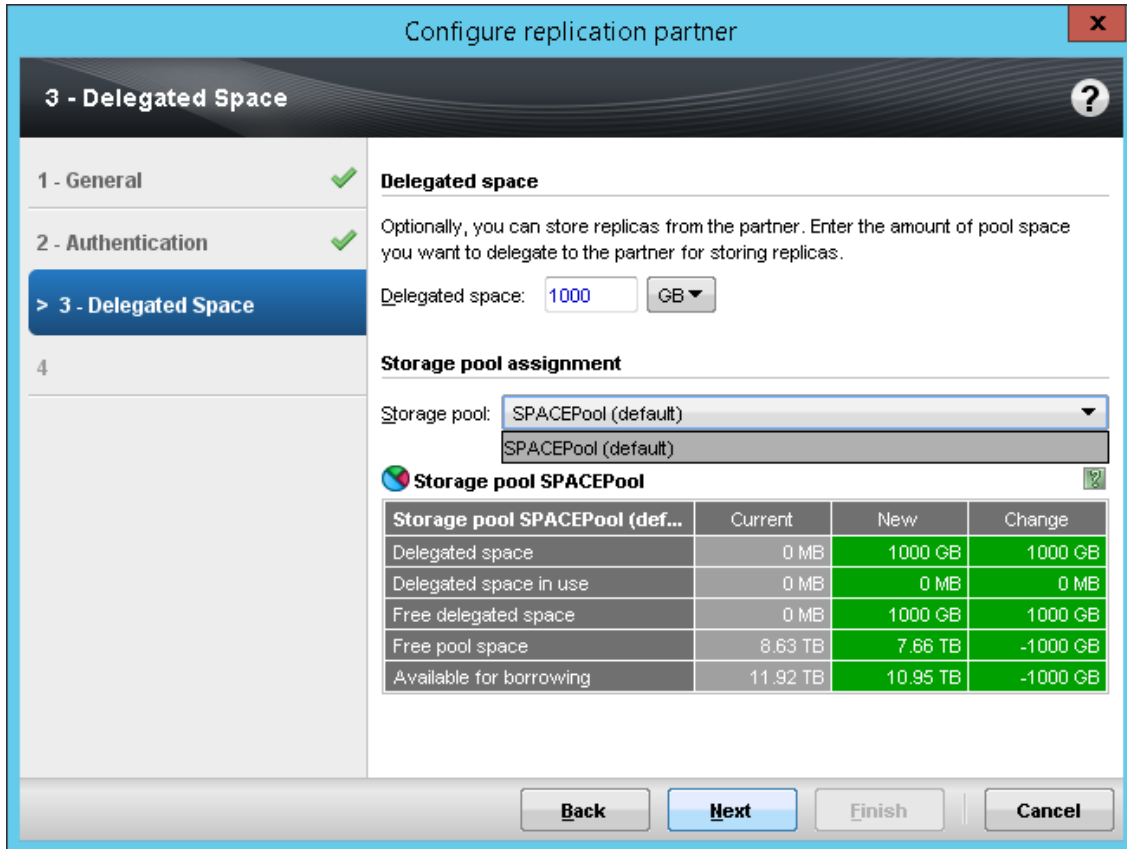 Configure replication partner
x
3 - Delegated Space
?
1 - General
2 - Authentication
> 3 - Delegated Space
4
Delegated space
Optionally, you can store replicas from the partner. Enter the amount of pool space
you want to delegate to the partner for storing replicas.
Delegated space: 1000 GB
Storage pool assignment
Storage pool: SPACEPool (default)
SPACEPool (default)
Storage pool SPACEPool
?
Storage pool SPACEPool (def... Current New Change
Delegated space 0 MB 1000 GB 1000 GB
Delegated space in use 0 MB 0 MB 0 MB
Free delegated space 0 MB 1000 GB 1000 GB
Free pool space 8.63 TB 7.66 TB -1000 GB
Available for borrowing 11.92 TB 10.95 TB -1000 GB
Back Next Finish Cancel